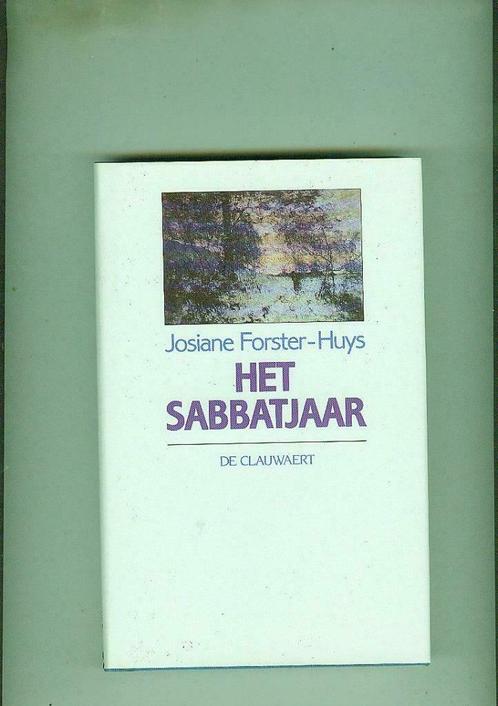 Josiane Forster-Huys
HET
SABBATJAAR
DE CLAUWAERT